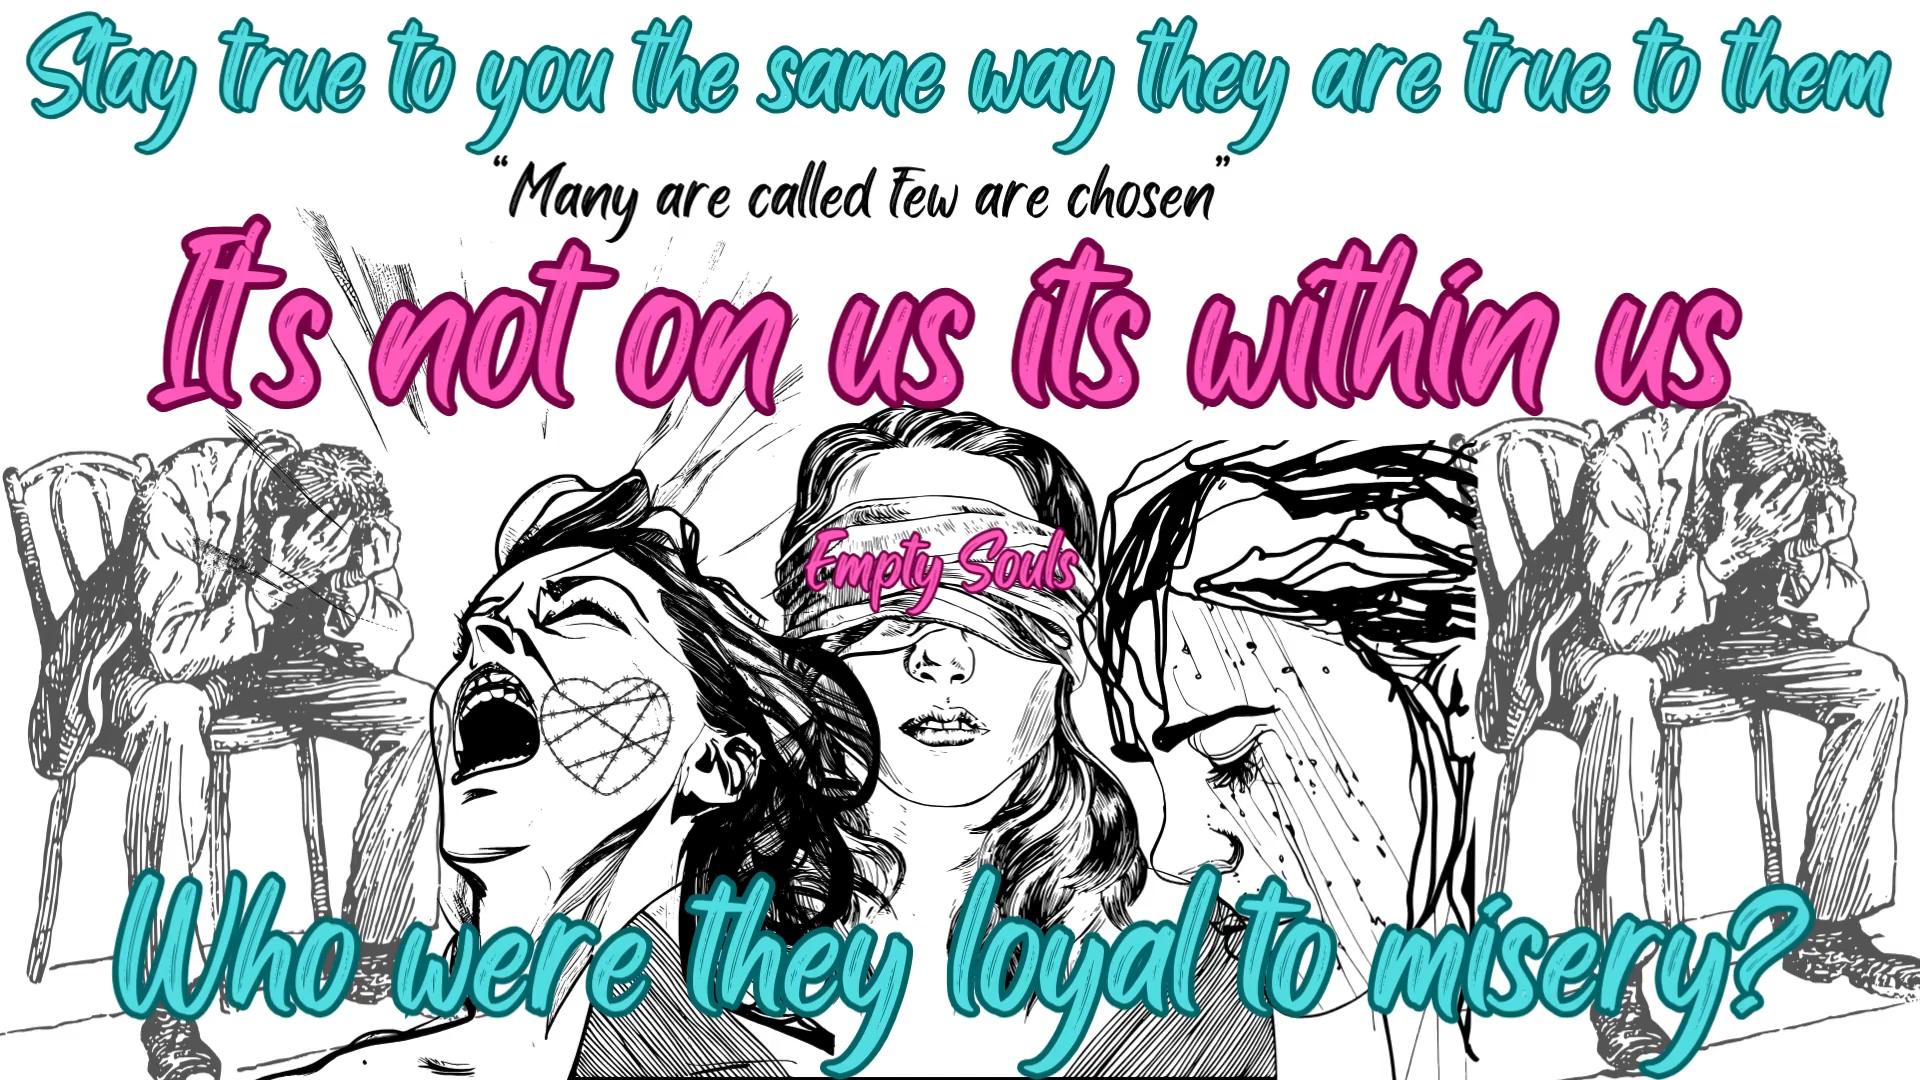 Stay true to you the same way they are true to them
“Many are called Few are chosen”
It's not on us its within us
Empty Souls
Who were they loyal to misery?